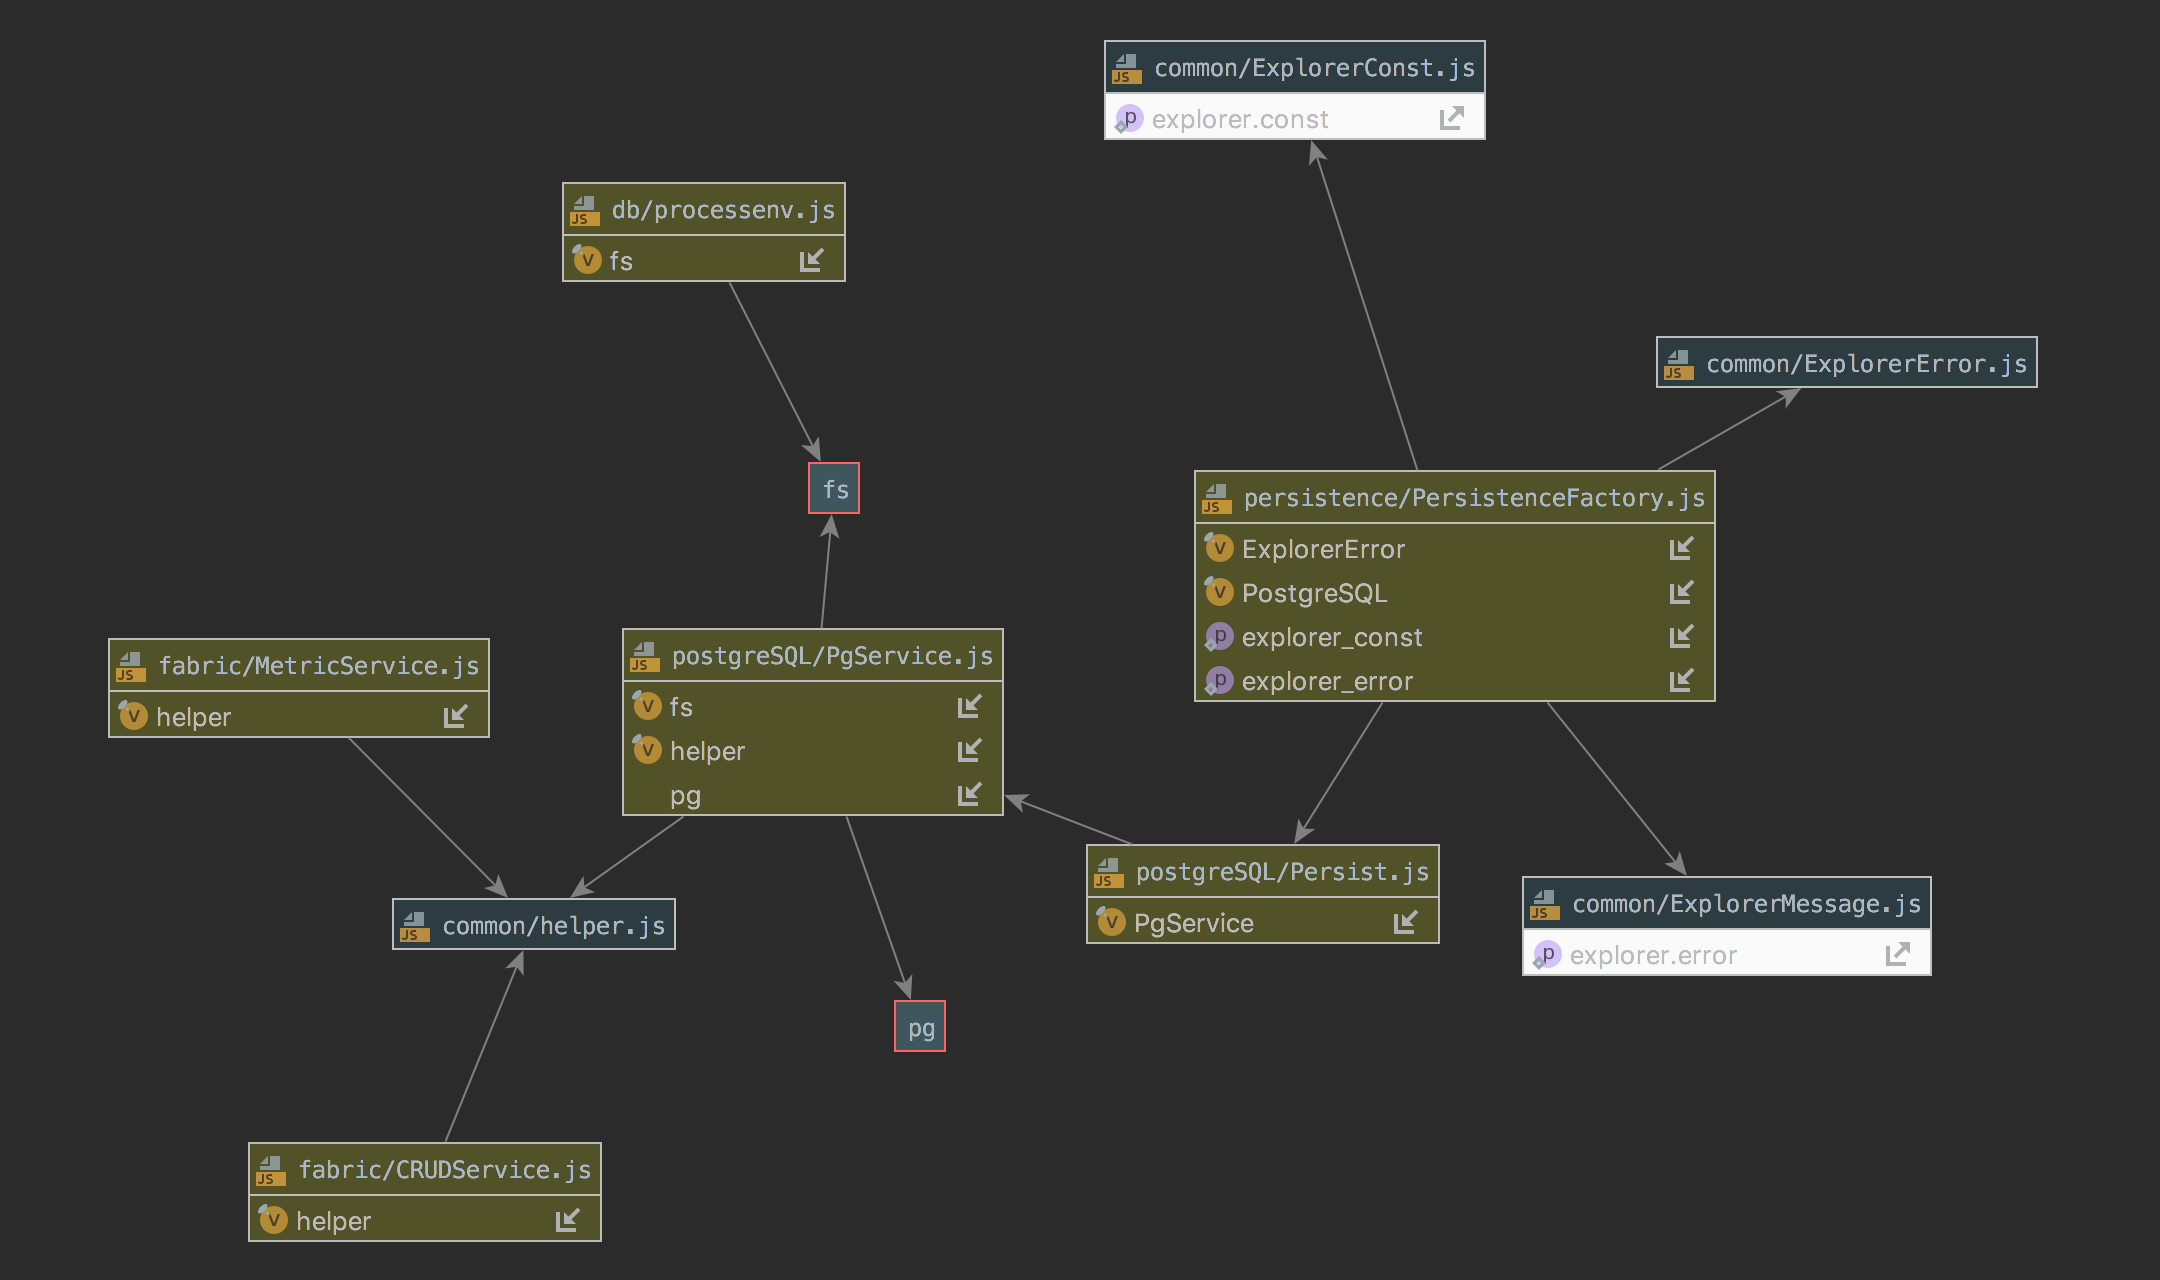 common/ExplorerConst.js
explorer.const
db/processenv.js
fs
common/ExplorerError.js
fs
persistence/PersistenceFactory.js
ExplorerError
PostgreSQL
explorer_const
explorer_error
fabric/MetricService.js
helper
postgreSQL/PgService.js
fs
helper
pg
postgreSQL/Persist.js
PgService
common/ExplorerMessage.js
explorer.error
common/helper.js
pg
fabric/CRUDService.js
helper